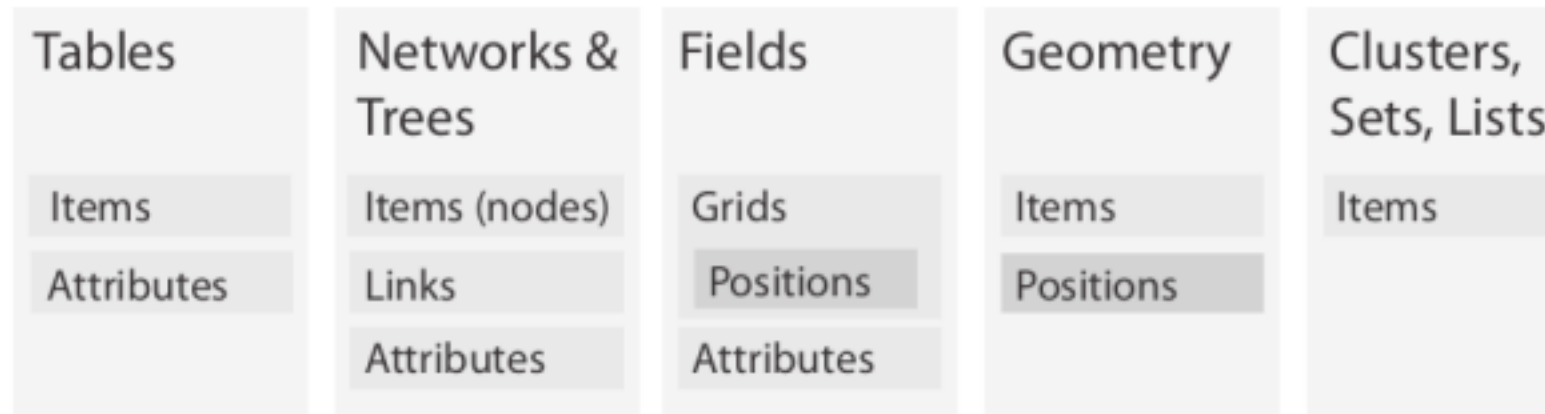 Tables
Items
Attributes
Networks &
Trees
Items (nodes)
Links
Attributes
Fields
Grids
Positions
Attributes
Geometry
Items
Positions
Clusters,
Sets, Lists
Items